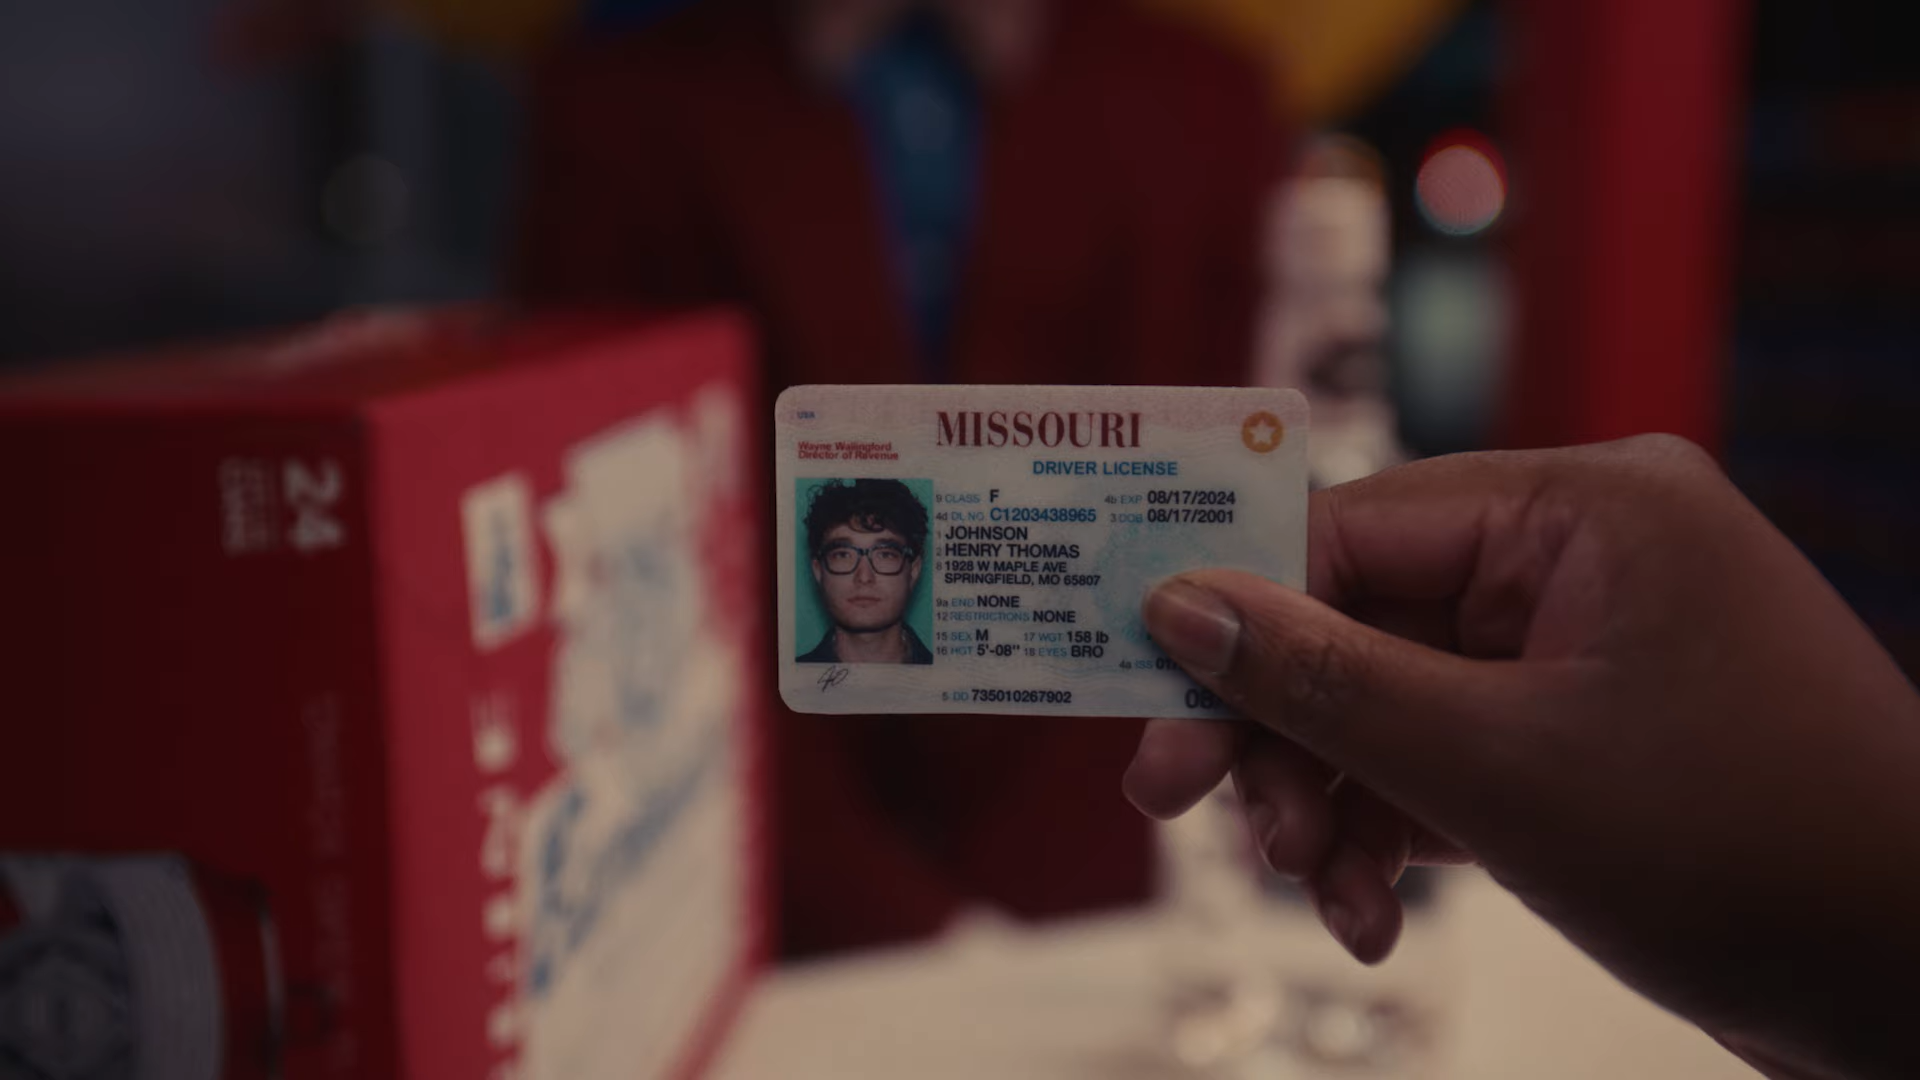 USA
MISSOURI
Wayne Wallingford
Director of Revenue
DRIVER LICENSE
9 CLASS F 4b EXP 08/17/2024
4d DL NO C1203438965 3 DOB 08/17/2001
1 JOHNSON
2 HENRY THOMAS
8 1928 W MAPLE AVE
SPRINGFIELD, MO 65807
9a END NONE
12 RESTRICTIONS NONE
15 SEX M 17 WGT 158 lb
16 HGT 5'-08" 18 EYES BRO
4a ISS
5 DD 735010267902
24